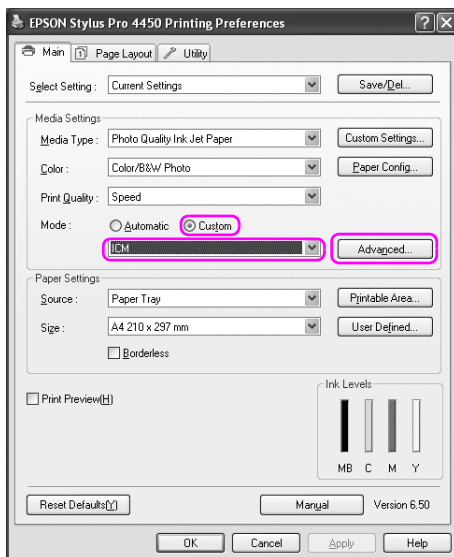 EPSON Stylus Pro 4450 Printing Preferences
Main Page Layout Utility
Select Setting : Current Settings Save/Del...
Media Settings
Media Type : Photo Quality Ink Jet Paper Custom Settings...
Color : Color/B&W Photo Paper Config...
Print Quality : Speed
Mode : Automatic Custom
ICM Advanced...
Paper Settings
Source : Paper Tray Printable Area...
Size : A4 210 x 297 mm User Defined...
Borderless
Print Preview(H)
Ink Levels
MB C M Y
Reset Defaults(Y) Manual Version 6.50
OK Cancel Apply Help